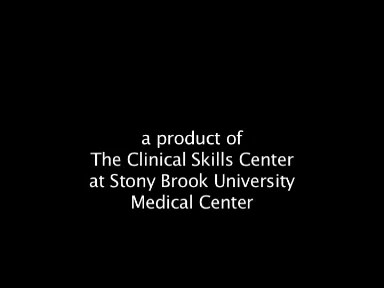 a product of
The Clinical Skills Center
at Stony Brook University
Medical Center